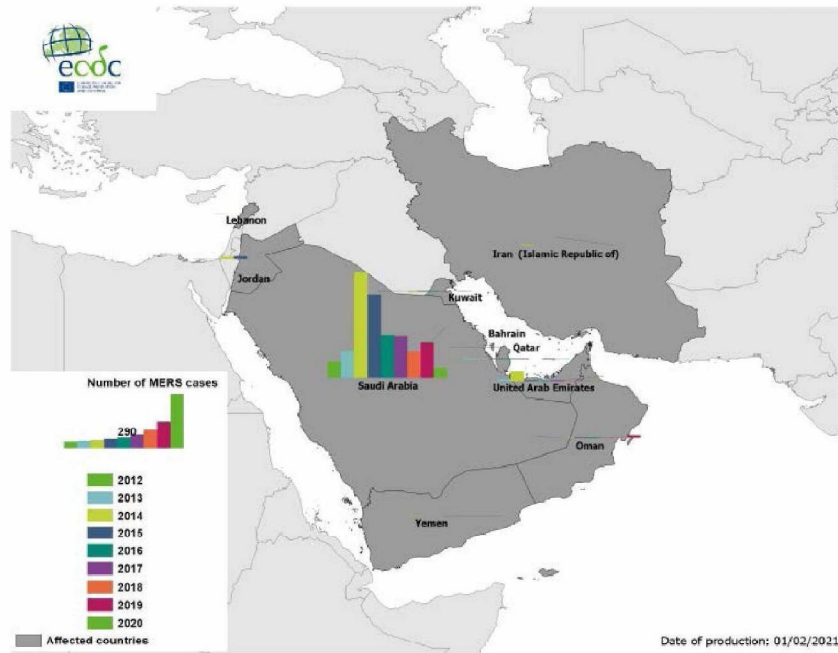 ecdc
Lebanon
Iran (Islamic Republic of)
Jordan
Kuwait
Bahrain
Qatar
Saudi Arabia
United Arab Emirates
Oman
Yemen
Number of MERS cases
290
2012
2013
2014
2015
2016
2017
2018
2019
2020
Affected countries
Date of production: 01/02/2021